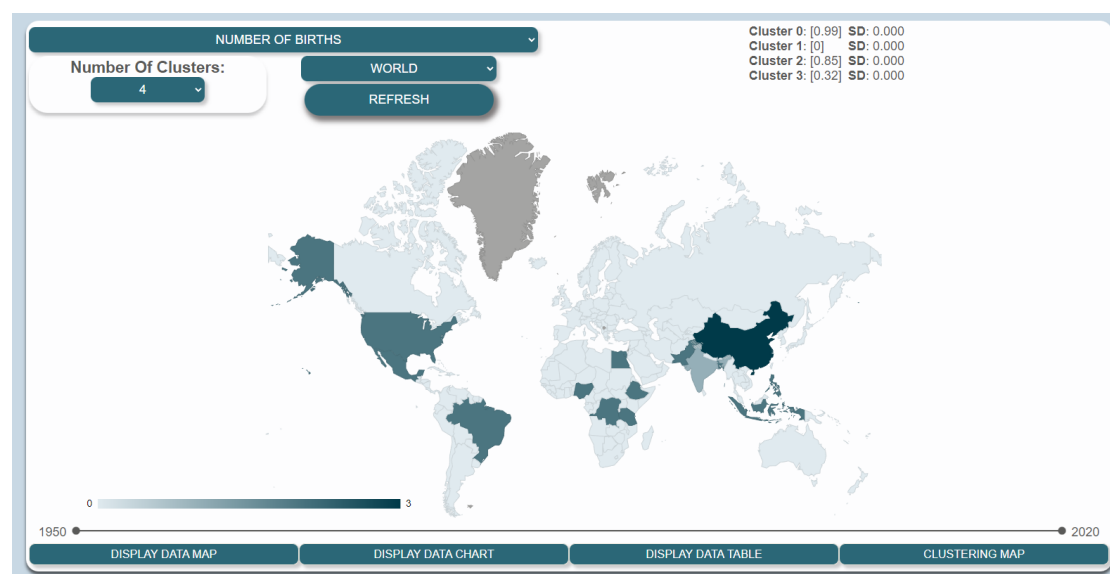 NUMBER OF BIRTHS
Number Of Clusters:
4
WORLD
REFRESH
Cluster 0: [0.99] SD: 0.000
Cluster 1: [0] SD: 0.000
Cluster 2: [0.85] SD: 0.000
Cluster 3: [0.32] SD: 0.000
0 3
1950 2020
DISPLAY DATA MAP DISPLAY DATA CHART DISPLAY DATA TABLE CLUSTERING MAP